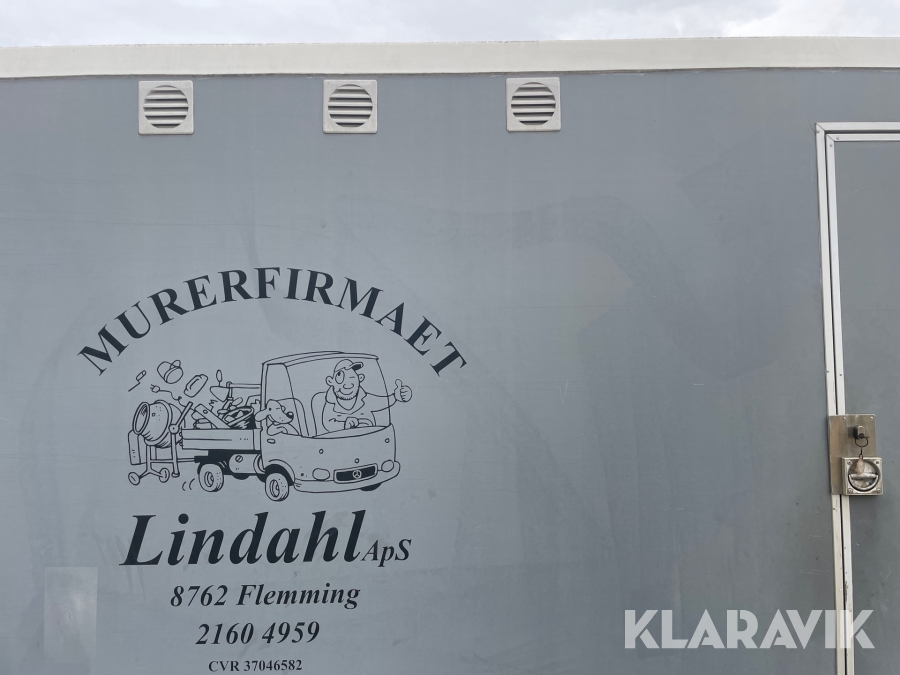 MURERFIRMAET
Lindahl ApS
8762 Flemming
2160 4959
CVR 37046582
KLARAVIK